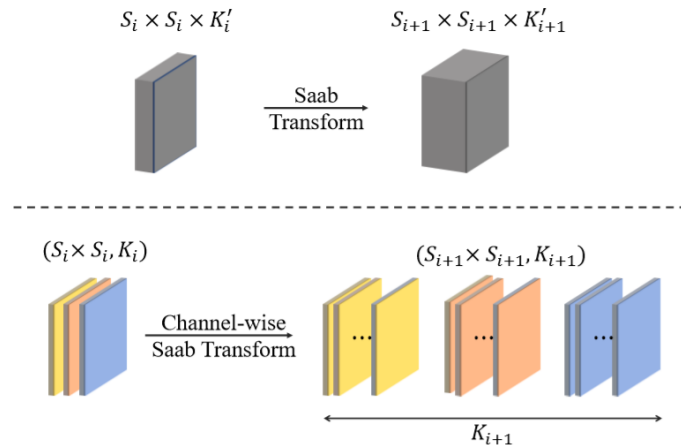 S_i × S_i × K'_i
S_{i+1} × S_{i+1} × K'_{i+1}
Saab
Transform
(S_i × S_i, K_i)
(S_{i+1} × S_{i+1}, K_{i+1})
Channel-wise
Saab Transform
... ... ...
K_{i+1}